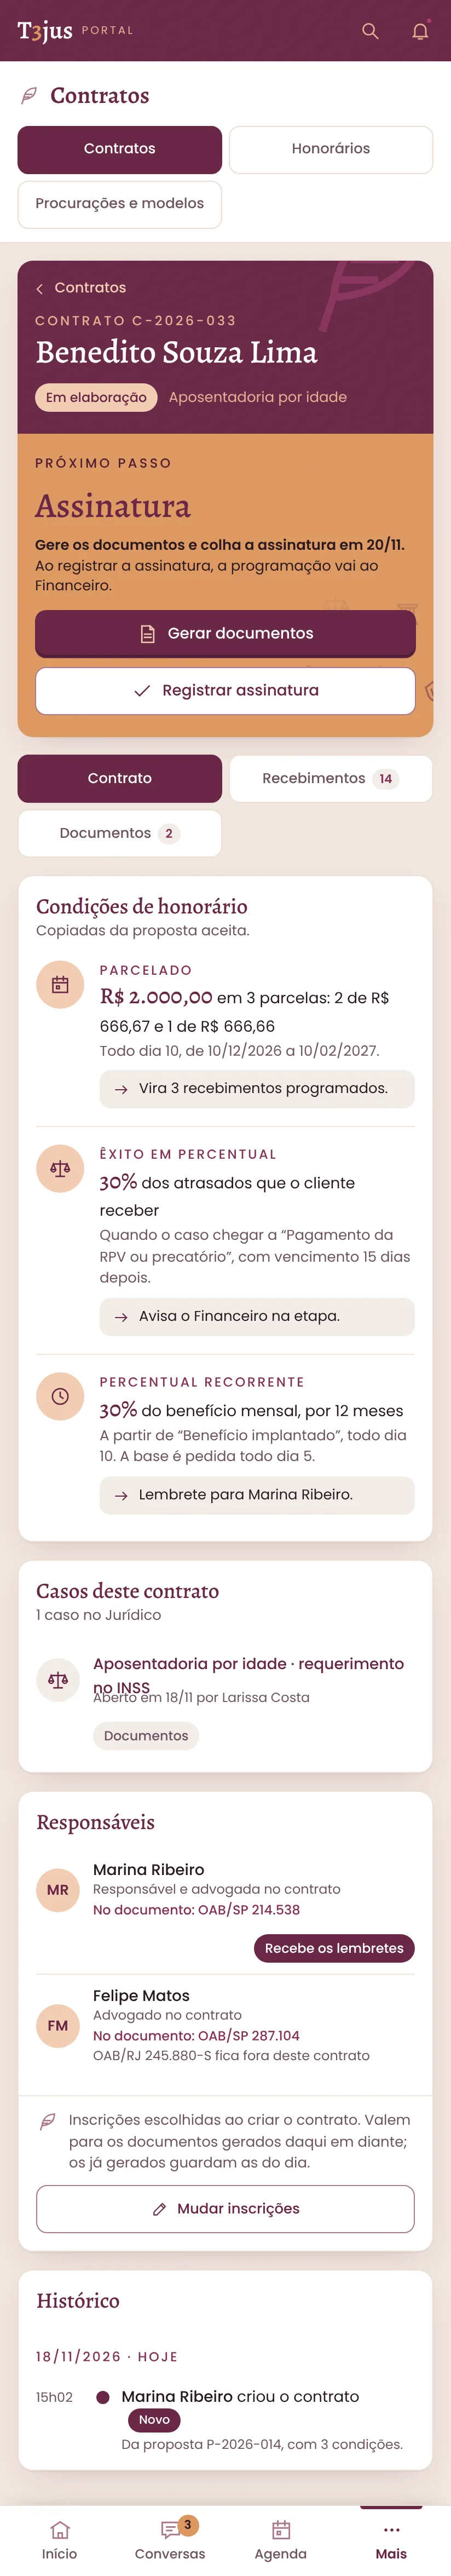 T3jus PORTAL
Contratos
Contratos
Honorários
Procurações e modelos
Contratos
CONTRATO C-2026-033
Benedito Souza Lima
Em elaboração
Aposentadoria por idade
PRÓXIMO PASSO
Assinatura
Gere os documentos e colha a assinatura em 20/11.
Ao registrar a assinatura, a programação vai ao
Financeiro.
Gerar documentos
Registrar assinatura
Contrato
Recebimentos 14
Documentos 2
Condições de honorário
Copiadas da proposta aceita.
PARCELADO
R$ 2.000,00 em 3 parcelas: 2 de R$
666,67 e 1 de R$ 666,66
Todo dia 10, de 10/12/2026 a 10/02/2027.
→ Vira 3 recebimentos programados.
ÊXITO EM PERCENTUAL
30% dos atrasados que o cliente
receber
Quando o caso chegar a “Pagamento da
RPV ou precatório”, com vencimento 15 dias
depois.
→ Avisa o Financeiro na etapa.
PERCENTUAL RECORRENTE
30% do benefício mensal, por 12 meses
A partir de “Benefício implantado”, todo dia
10. A base é pedida todo dia 5.
→ Lembrete para Marina Ribeiro.
Casos deste contrato
1 caso no Jurídico
Aposentadoria por idade · requerimento
no INSS
Aberto em 18/11 por Larissa Costa
Documentos
Responsáveis
MR
Marina Ribeiro
Responsável e advogada no contrato
No documento: OAB/SP 214.538
Recebe os lembretes
FM
Felipe Matos
Advogado no contrato
No documento: OAB/SP 287.104
OAB/RJ 245.880-S fica fora deste contrato
Inscrições escolhidas ao criar o contrato. Valem
para os documentos gerados daqui em diante;
os já gerados guardam as do dia.
Mudar inscrições
Histórico
18/11/2026 · HOJE
15h02
Marina Ribeiro criou o contrato
Novo
Da proposta P-2026-014, com 3 condições.
Início
Conversas 3
Agenda
Mais